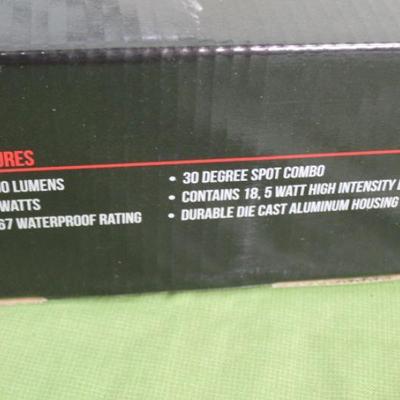 URES
0 LUMENS
WATTS
67 WATERPROOF RATING
• 30 DEGREE SPOT COMBO
• CONTAINS 18, 5 WATT HIGH INTENSITY
• DURABLE DIE CAST ALUMINUM HOUSING